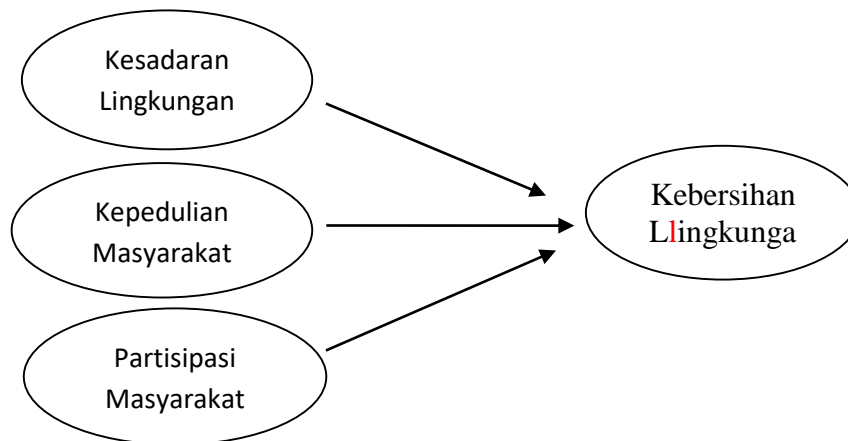 Kesadaran
Lingkungan
Kepedulian
Masyarakat
Partisipasi
Masyarakat
Kebersihan
Llingkunga